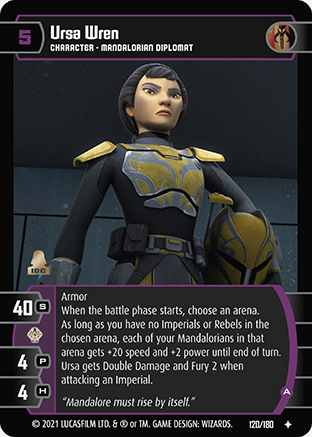 5
Ursa Wren
CHARACTER - MANDALORIAN DIPLOMAT
IDC
40 S
4 P
4 H
Armor
When the battle phase starts, choose an arena.
As long as you have no Imperials or Rebels in the
chosen arena, each of your Mandalorians in that
arena gets +20 speed and +2 power until end of turn.
Ursa gets Double Damage and Fury 2 when
attacking an Imperial.
“Mandalore must rise by itself.”
A
© 2021 LUCASFILM LTD. & ® or TM. GAME DESIGN: WIZARDS.
120/180